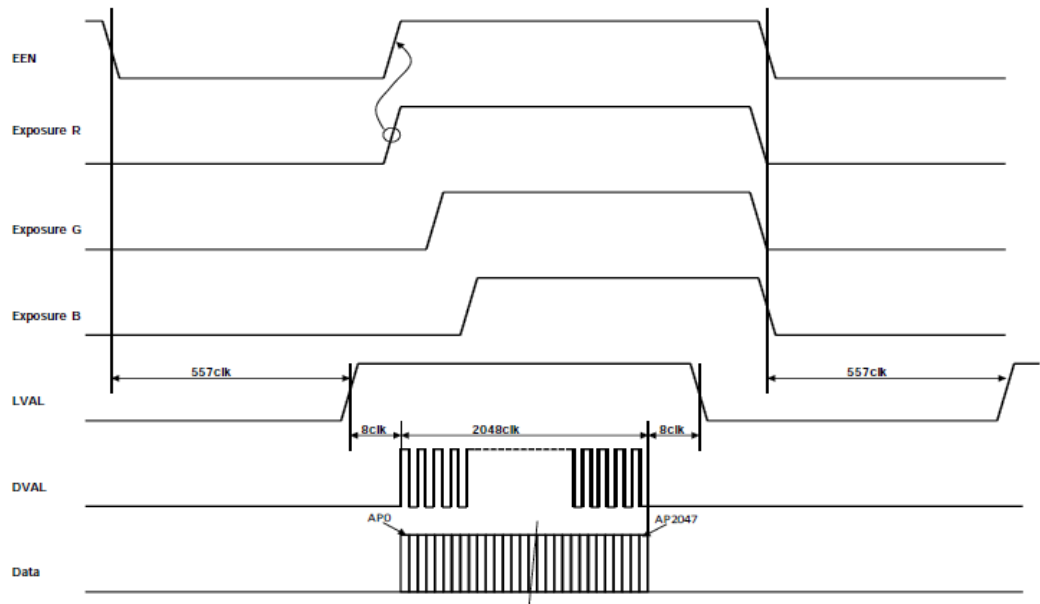 EEN
Exposure R
Exposure G
Exposure B
557clk 557clk
LVAL
8clk 2048clk 8clk
DVAL
AP0 AP2047
Data